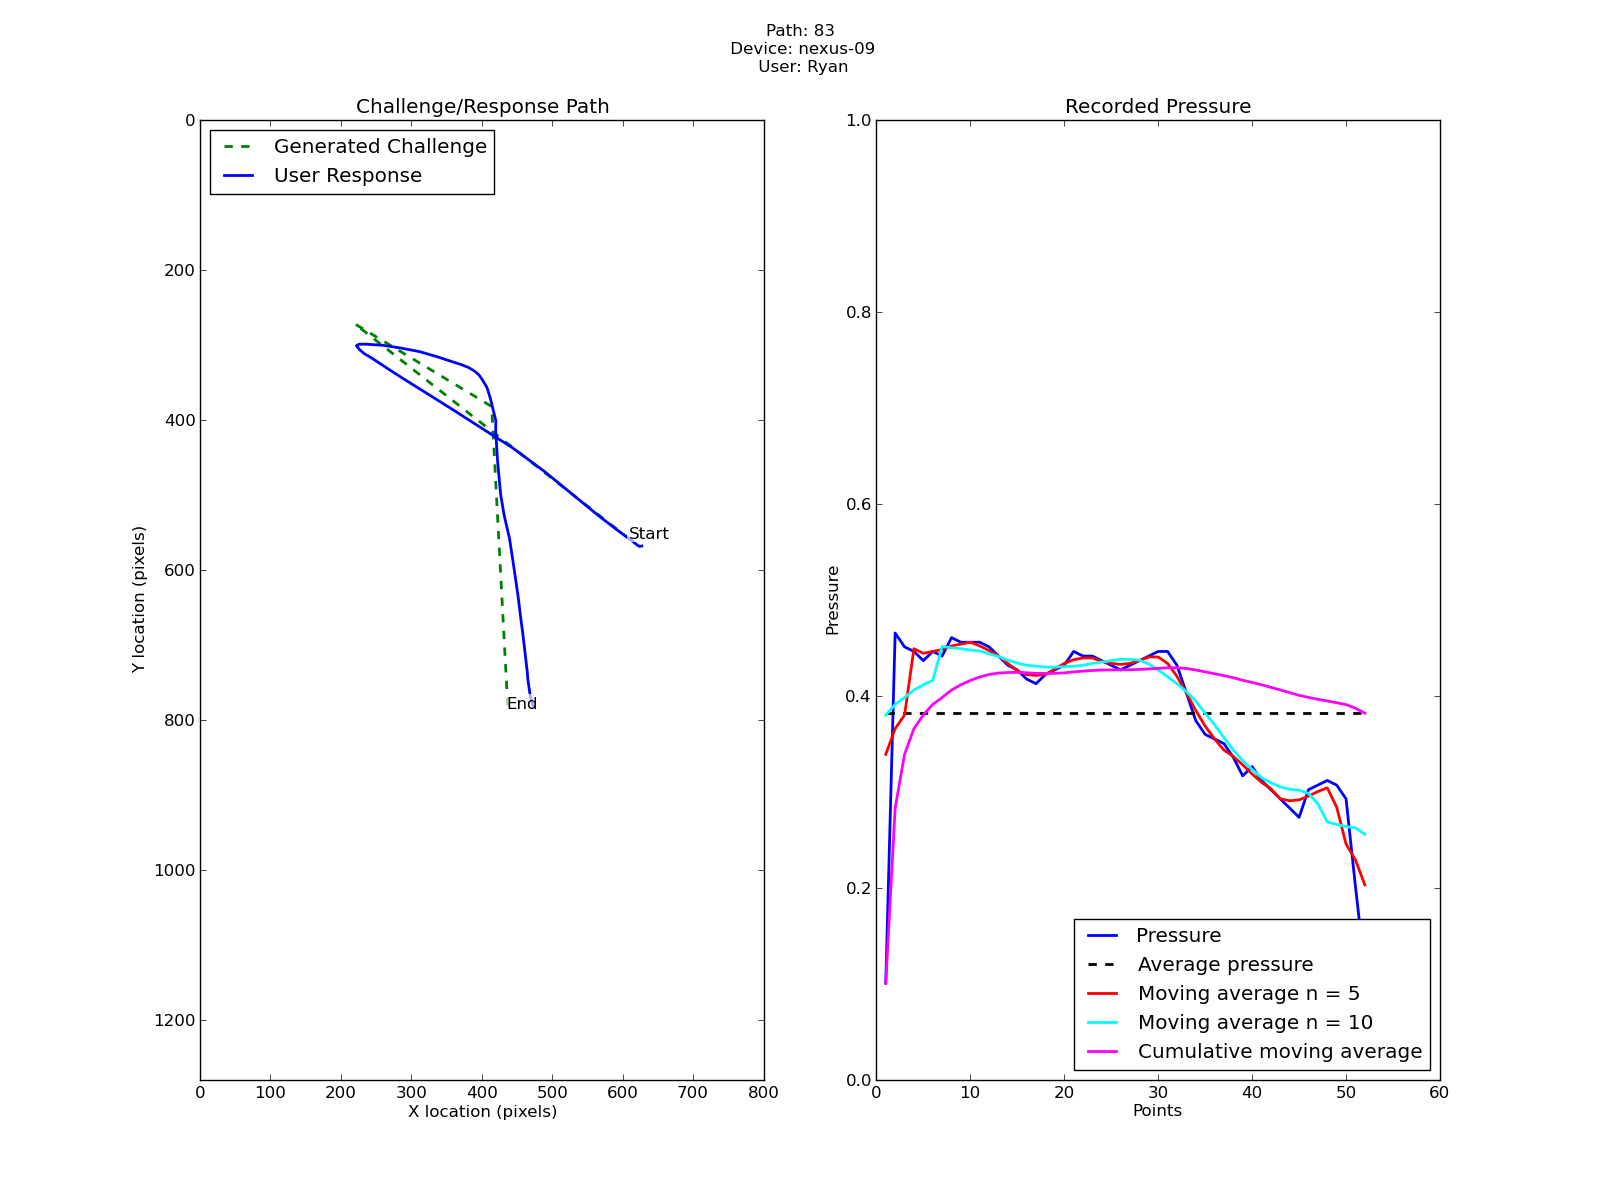 Path: 83
Device: nexus-09
User: Ryan
Challenge/Response Path
Generated Challenge
User Response
Start
End
0
200
400
600
800
1000
1200
Y location (pixels)
0 100 200 300 400 500 600 700 800
X location (pixels)
Recorded Pressure
1.0
0.8
0.6
0.4
0.2
0.0
Pressure
Pressure
Average pressure
Moving average n = 5
Moving average n = 10
Cumulative moving average
0 10 20 30 40 50 60
Points